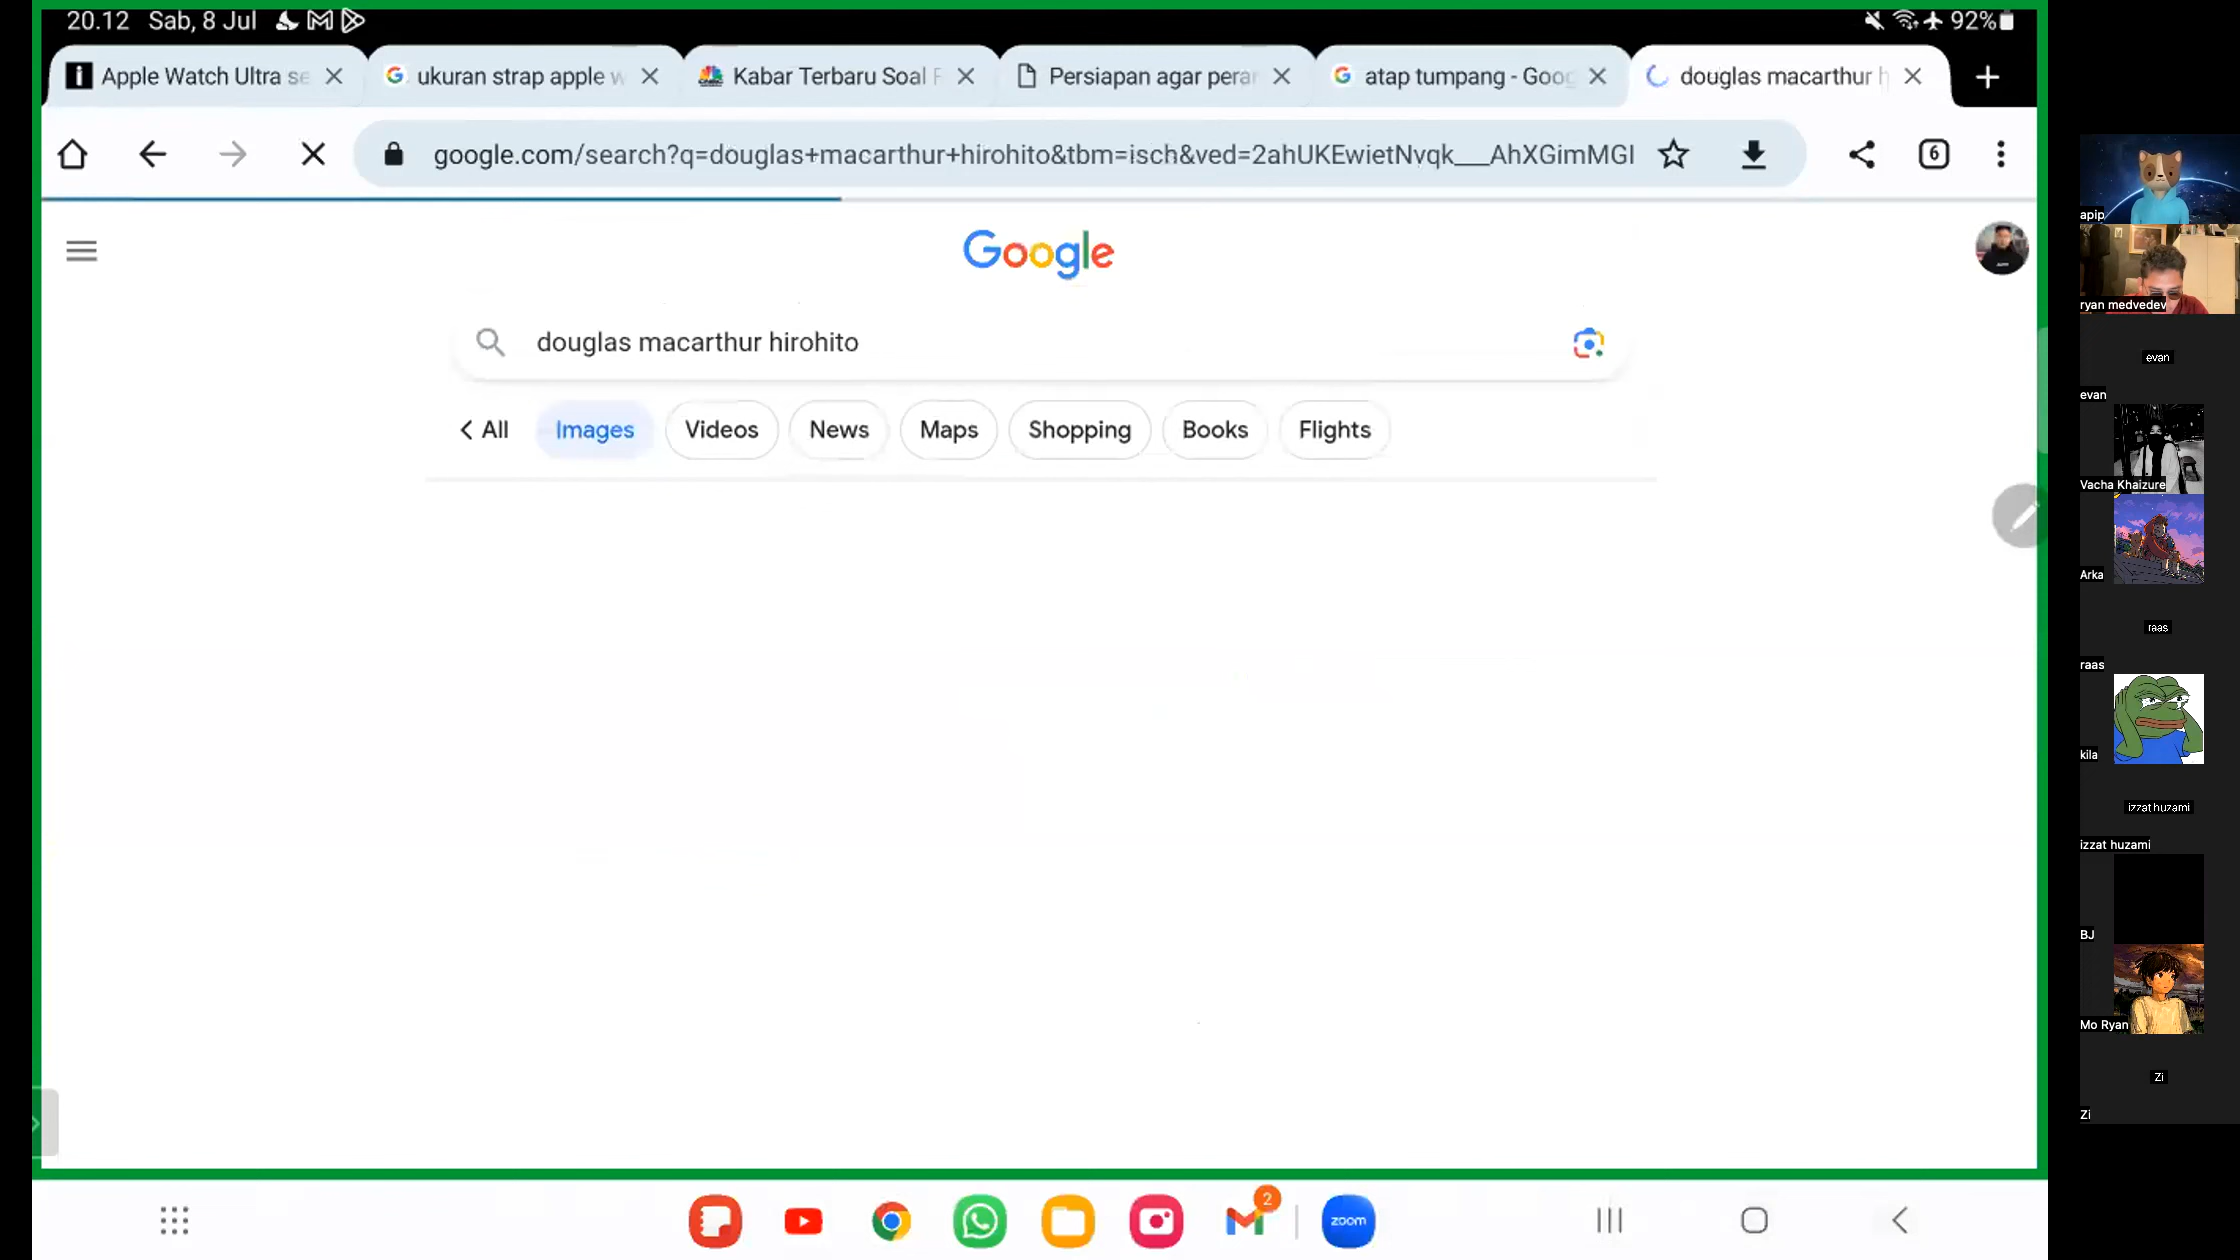 20.12 Sab, 8 Jul
92%
Apple Watch Ultra se
ukuran strap apple w
Kabar Terbaru Soal F
Persiapan agar peran
atap tumpang - Goog
douglas macarthur h
google.com/search?q=douglas+macarthur+hirohito&tbm=isch&ved=2ahUKEwietNvqk___AhXGimMGI
6
Google
douglas macarthur hirohito
All
Images
Videos
News
Maps
Shopping
Books
Flights
2
zoom
apip
ryan medvedev
evan
evan
Vacha Khaizure
Arka
raas
raas
kila
izzat huzami
izzat huzami
BJ
Mo Ryan
Zi
Zi